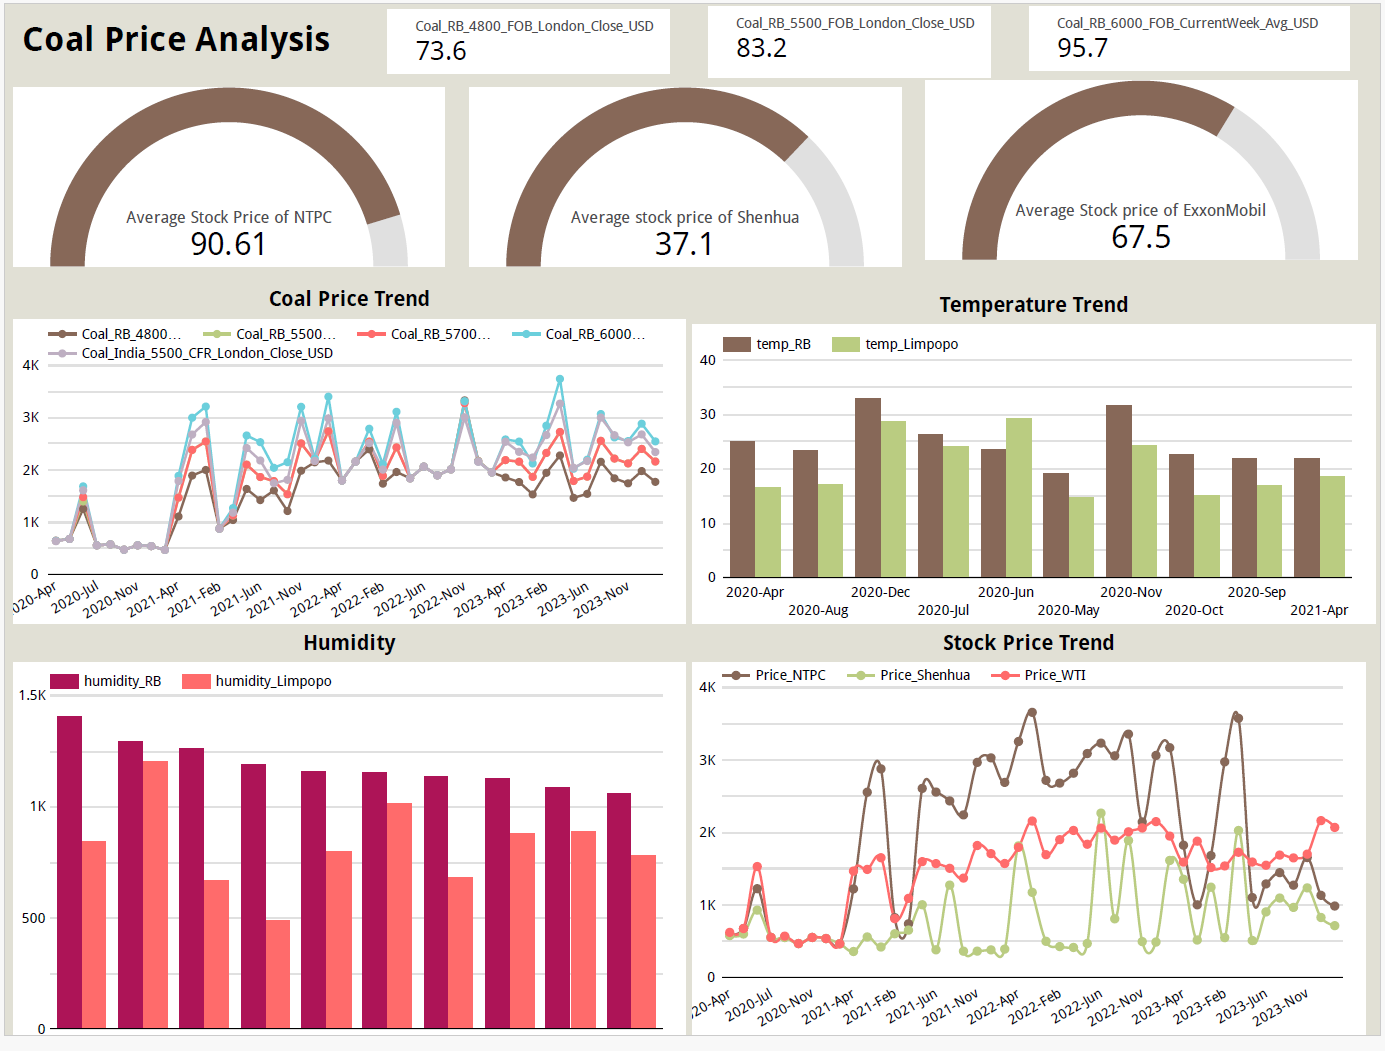 Coal Price Analysis
Coal_RB_4800_FOB_London_Close_USD
73.6
Coal_RB_5500_FOB_London_Close_USD
83.2
Coal_RB_6000_FOB_CurrentWeek_Avg_USD
95.7
Average Stock Price of NTPC
90.61
Average stock price of Shenhua
37.1
Average Stock price of ExxonMobil
67.5
Coal Price Trend
Coal_RB_4800... Coal_RB_5500... Coal_RB_5700... Coal_RB_6000...
Coal_India_5500_CFR_London_Close_USD
4K
3K
2K
1K
0
020-Apr 2020-Jul 2020-Nov 2021-Apr 2021-Feb 2021-Jun 2021-Nov 2022-Apr 2022-Feb 2022-Jun 2022-Nov 2023-Apr 2023-Feb 2023-Jun 2023-Nov
Temperature Trend
temp_RB temp_Limpopo
40
30
20
10
0
2020-Apr 2020-Dec 2020-Jun 2020-Nov 2020-Sep
2020-Aug 2020-Jul 2020-May 2020-Oct 2021-Apr
Humidity
humidity_RB humidity_Limpopo
1.5K
1K
500
0
Stock Price Trend
Price_NTPC Price_Shenhua Price_WTI
4K
3K
2K
1K
0
20-Apr 2020-Jul 2020-Nov 2021-Apr 2021-Feb 2021-Jun 2021-Nov 2022-Apr 2022-Feb 2022-Jun 2022-Nov 2023-Apr 2023-Feb 2023-Jun 2023-Nov